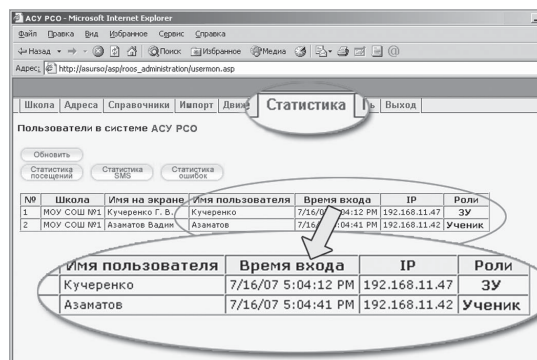 АСУ РСО - Microsoft Internet Explorer
Файл Правка Вид Избранное Сервис Справка
Назад Поиск Избранное Медиа
Адрес: http://asurso/asp/roos_administration/usermon.asp
Школа Адреса Справочники Импорт Движе Статистика ь Выход
Пользователи в системе АСУ РСО
Обновить
Статистика посещений Статистика SMS Статистика ошибок
№ Школа Имя на экране Имя пользователя Время входа IP Роли
1 МОУ СОШ №1 Кучеренко Г. В. Кучеренко 7/16/07 5:04:12 PM 192.168.11.47 ЗУ
2 МОУ СОШ №1 Азаматов Вадим Азаматов 7/16/07 5:04:41 PM 192.168.11.42 Ученик
Имя пользователя Время входа IP Роли
Кучеренко 7/16/07 5:04:12 PM 192.168.11.47 ЗУ
Азаматов 7/16/07 5:04:41 PM 192.168.11.42 Ученик